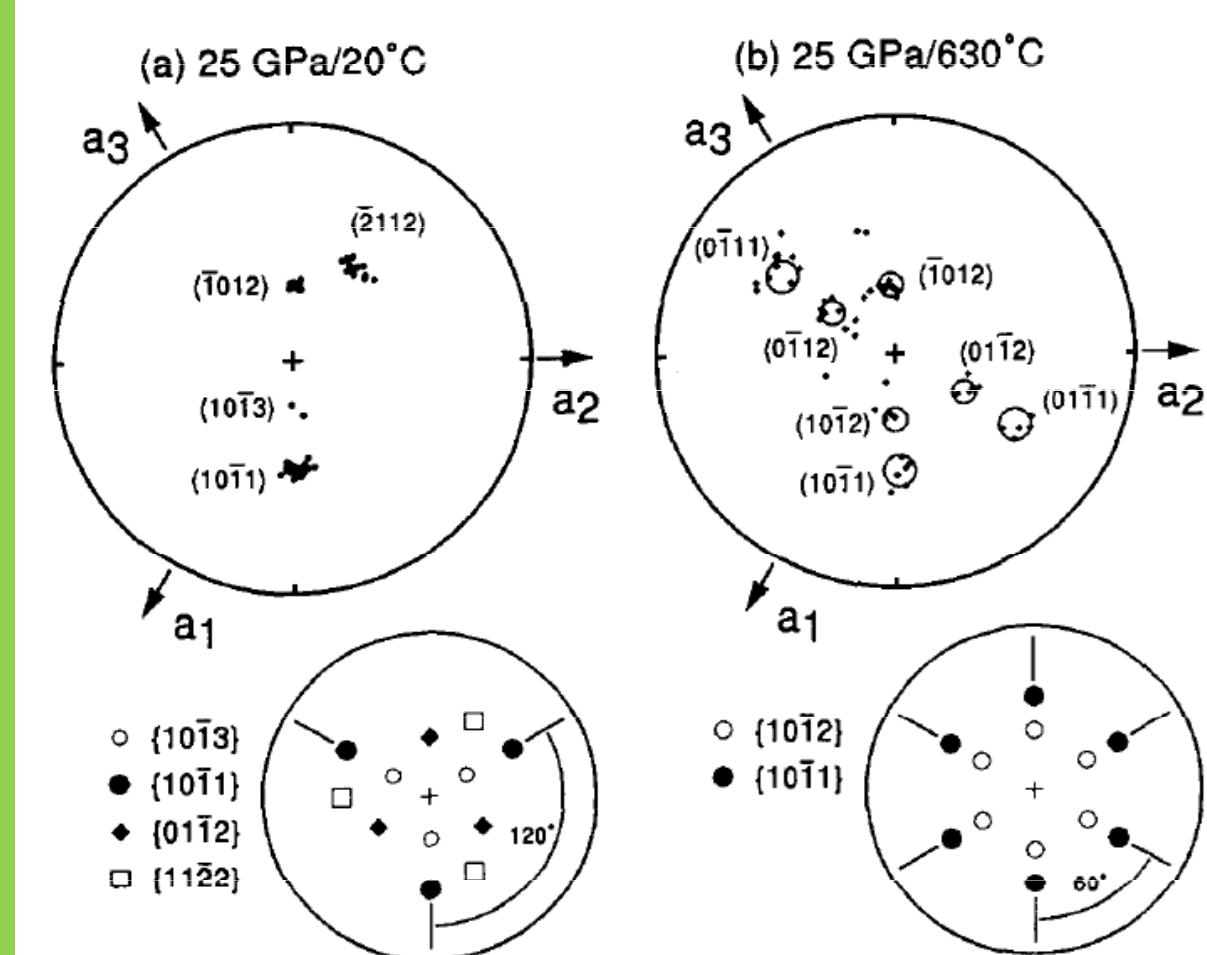 (a) 25 GPa/20°C
a₃
(2̄112)
(1̄012)
(101̄3)
(101̄1)
a₂
a₁
(b) 25 GPa/630°C
a₃
(01̄11)
(1̄012)
(01̄12)
(011̄2)
(101̄2)
(011̄1)
(101̄1)
a₂
a₁
{101̄3}
{101̄1}
{011̄2}
{112̄2}
120°
{101̄2}
{101̄1}
60°